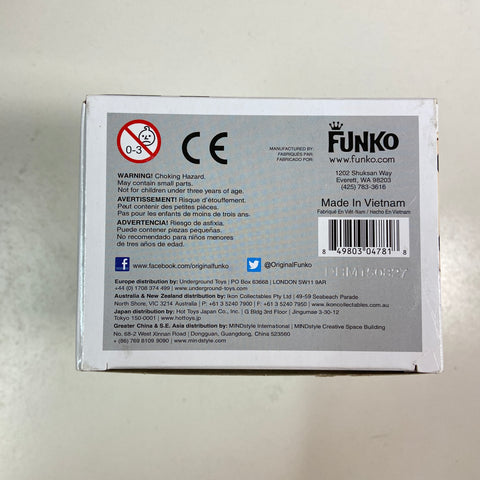 0-3
CE
MANUFACTURED BY:
FABRIQUÉS PAR:
FABRICADO POR:
FUNKO
www.funko.com
1202 Shuksan Way
Everett, WA 98203
(425) 783-3616
WARNING! Choking Hazard.
May contain small parts.
Not for children under three years of age.
AVERTISSEMENT! Risque d'étouffement.
Peut contenir des petites pièces.
Pas pour les enfants de moins de trois ans.
ADVERTENCIA! Riesgo de asfixia.
Puede contener piezas pequeñas.
No recomendado para niños menores
de tres años de edad.
Made In Vietnam
Fabriqué En Viêt-Nam / Hecho En Vietnam
8 49803 04781 8
www.facebook.com/originalfunko
@OriginalFunko
Europe distribution by: Underground Toys | PO Box 63668 | LONDON SW11 9AR
+44 (0) 1708 374 499 | www.underground-toys.com
Australia & New Zealand distribution by: Ikon Collectables Pty Ltd | 49-59 Seabeach Parade
North Shore, VIC 3214 Australia | P +61 3 5240 7900 | F +61 3 5240 7950 | www.ikoncollectables.com.au
Japan distribution by: Hot Toys Japan Co., Inc. | G Bldg 3rd Floor | Jingumae 3-30-12
Tokyo 150-0001 | www.hottoys.jp
Greater China & S.E. Asia distribution by: MINDstyle International | MINDstyle Creative Space Building
No. 68-2 West Xinnan Road | Dongguan, Guangdong, China 523560
+ (86) 769 8109 9090 | www.mindstyle.com